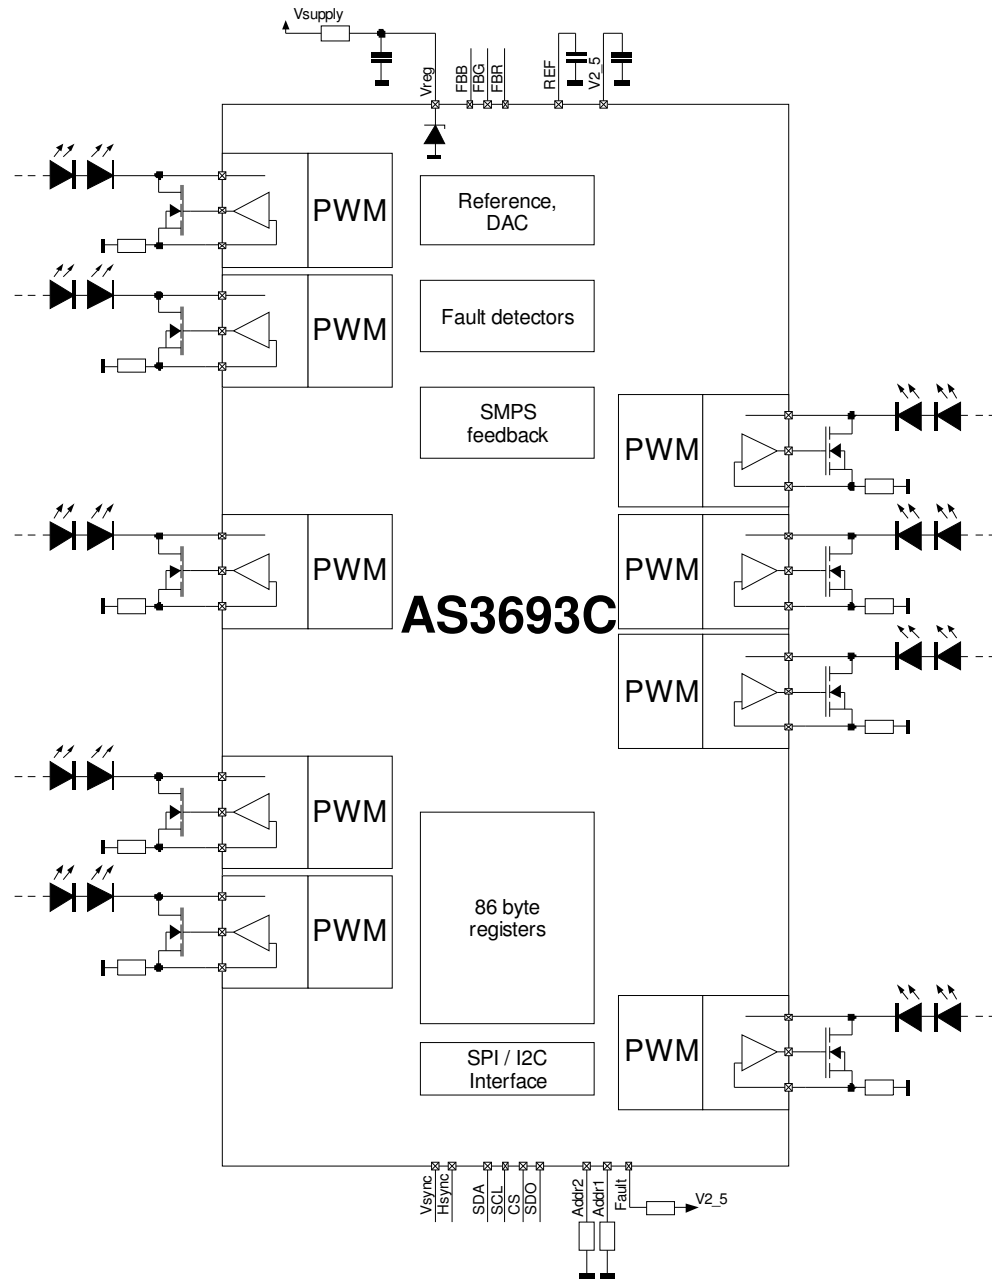 Vsupply
Vreg
FBB
FBG
FBR
REF
V2_5
PWM
Reference,
DAC
PWM
Fault detectors
SMPS
feedback
PWM
PWM
PWM
AS3693C
PWM
PWM
86 byte
registers
PWM
PWM
SPI / I2C
Interface
Vsync
Hsync
SDA
SCL
CS
SDO
Addr2
Addr1
Fault
V2_5